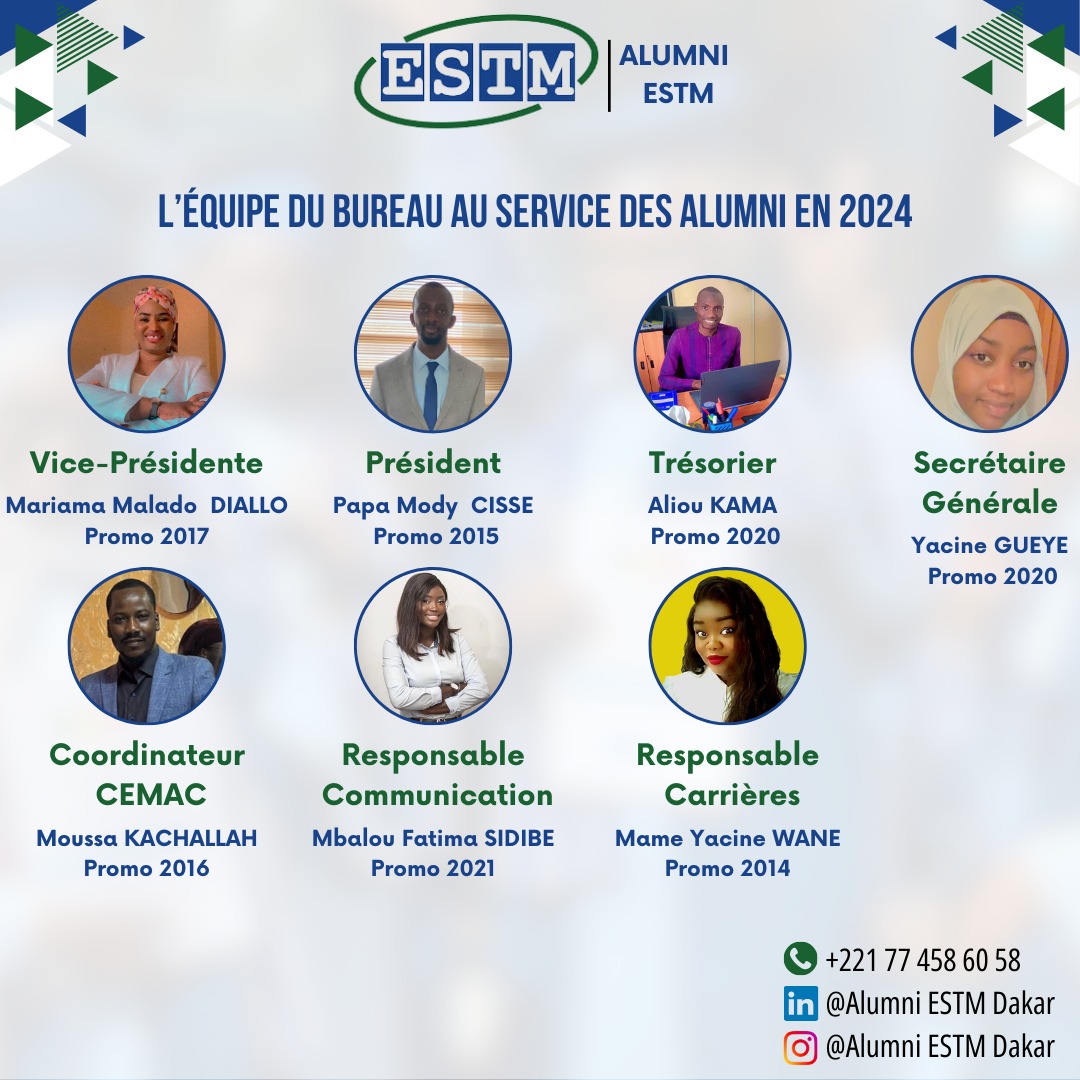 ESTM
ALUMNI
ESTM
L'ÉQUIPE DU BUREAU AU SERVICE DES ALUMNI EN 2024
Vice-Présidente
Mariama Malado DIALLO
Promo 2017
Président
Papa Mody CISSE
Promo 2015
Trésorier
Aliou KAMA
Promo 2020
Secrétaire
Générale
Yacine GUEYE
Promo 2020
Coordinateur
CEMAC
Moussa KACHALLAH
Promo 2016
Responsable
Communication
Mbalou Fatima SIDIBE
Promo 2021
Responsable
Carrières
Mame Yacine WANE
Promo 2014
+221 77 458 60 58
in
@Alumni ESTM Dakar
@Alumni ESTM Dakar